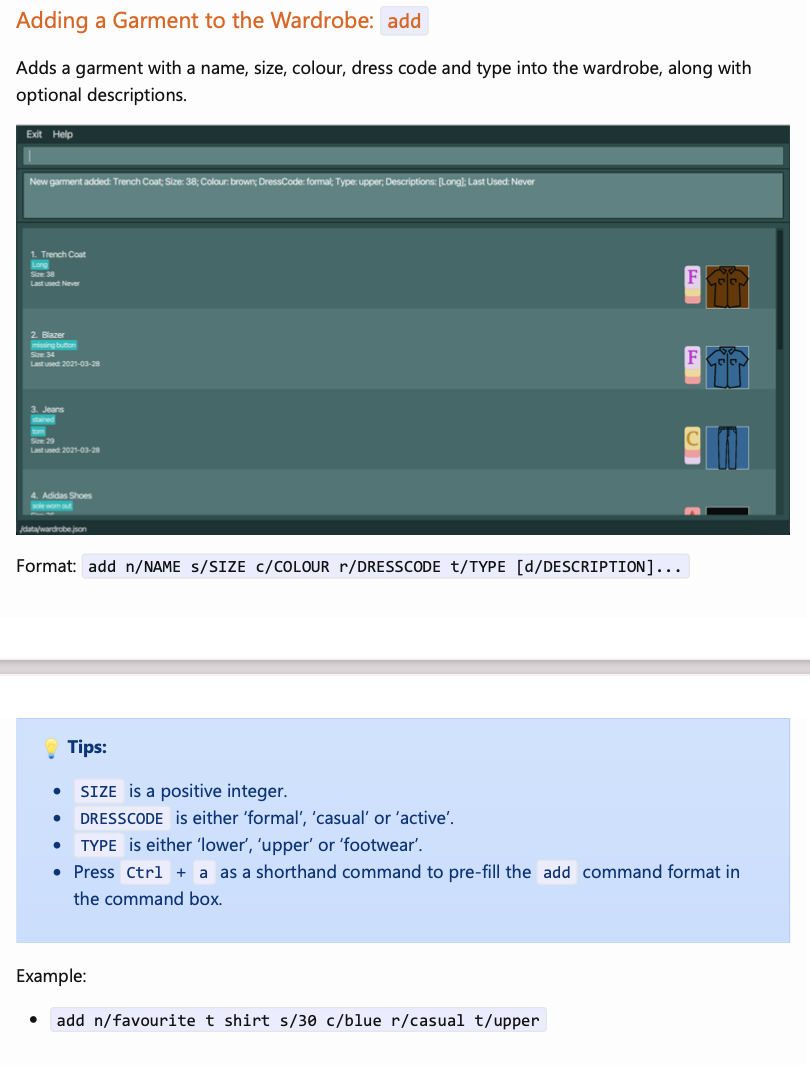 Adding a Garment to the Wardrobe: add
Adds a garment with a name, size, colour, dress code and type into the wardrobe, along with
optional descriptions.
Exit Help
New garment added: Trench Coat; Size: 38; Colour: brown; DressCode: formal; Type: upper; Descriptions: [Long]; Last Used: Never
1. Trench Coat
Long
Size: 38
Last used: Never
F
2. Blazer
missing button
Size: 34
Last used: 2021-03-28
F
3. Jeans
stained
torn
Size: 29
Last used: 2021-03-28
C
4. Adidas Shoes
sole worn out
/data/wardrobe.json
Format: add n/NAME s/SIZE c/COLOUR r/DRESSCODE t/TYPE [d/DESCRIPTION]...
💡 Tips:
• SIZE is a positive integer.
• DRESSCODE is either ‘formal’, ‘casual’ or ‘active’.
• TYPE is either ‘lower’, ‘upper’ or ‘footwear’.
• Press Ctrl + a as a shorthand command to pre-fill the add command format in
the command box.
Example:
• add n/favourite t shirt s/30 c/blue r/casual t/upper